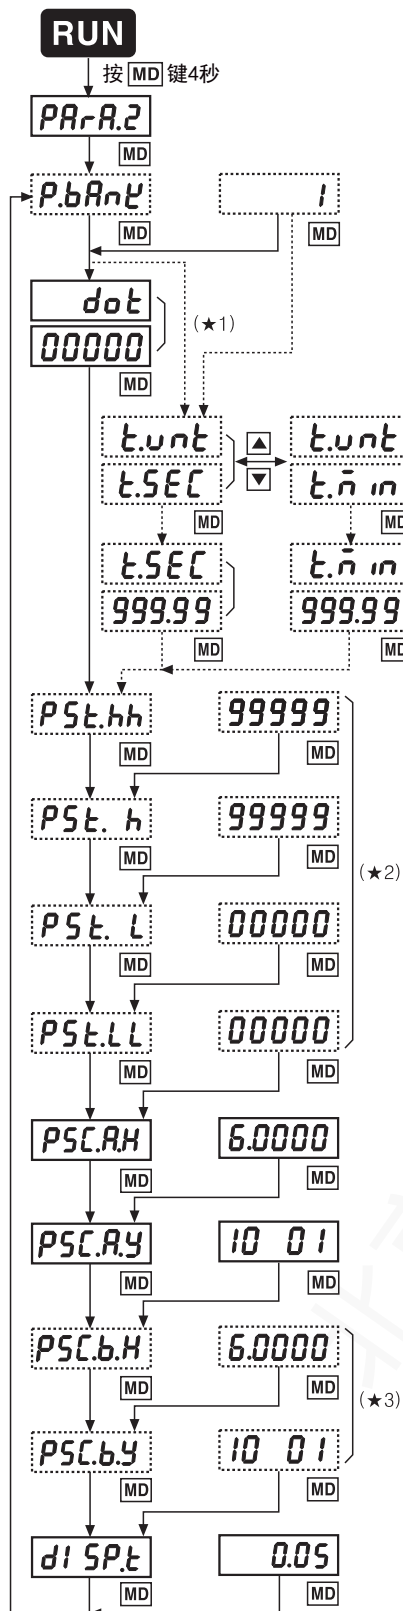 RUN
按 MD 键4秒
PArA.2
MD
P.bAnK 1
MD MD
dot
(★1)
00000
MD
t.unt t.unt
▲
▼
t.SEC t.min
MD MD
t.SEC t.min
999.99 999.99
MD MD
PSt.hh 99999
MD MD
PSt. h 99999
MD MD
(★2)
PSt. L 00000
MD MD
PSt.LL 00000
MD MD
PSC.A.X 6.0000
MD MD
PSC.A.y 10 01
MD MD
PSC.b.X 6.0000
MD MD
(★3)
PSC.b.y 10 01
MD MD
dISP.t 0.05
MD MD